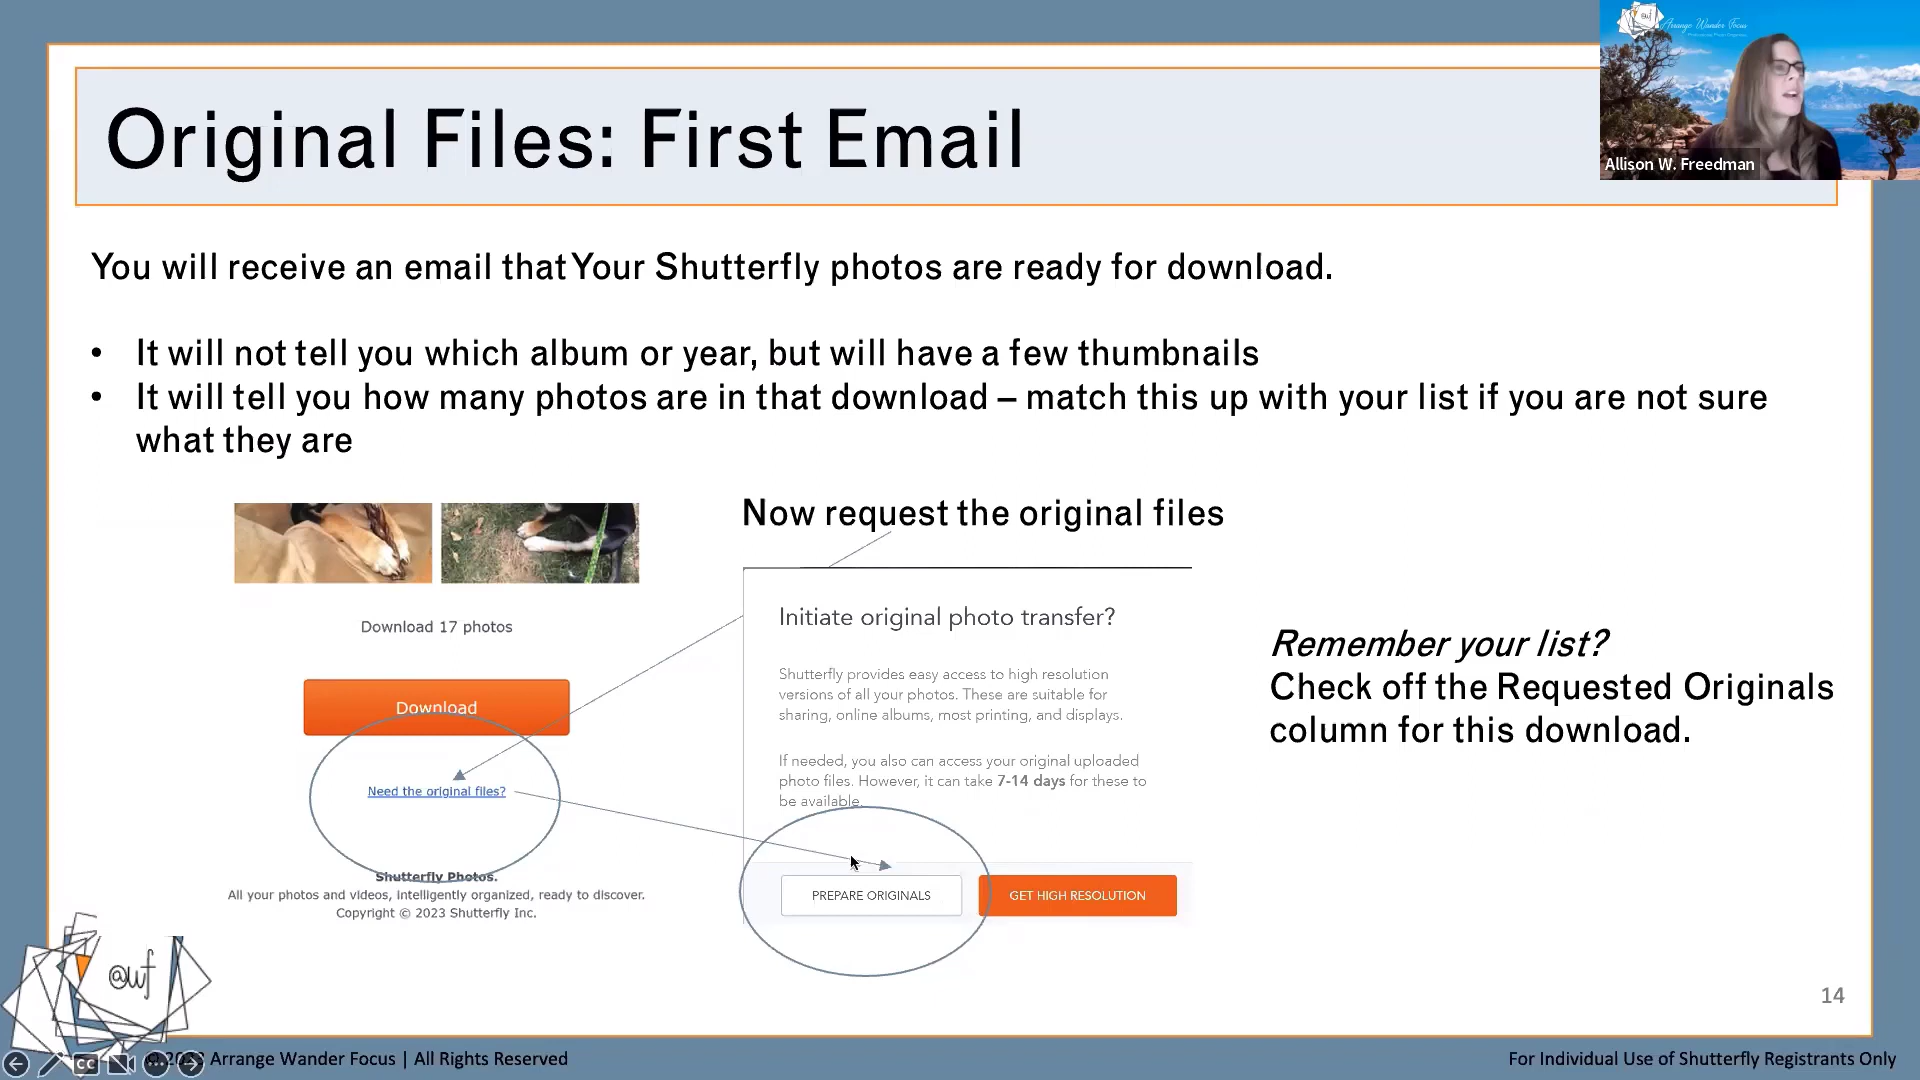 Arrange Wander Focus
Allison W. Freedman
Original Files: First Email
You will receive an email that Your Shutterfly photos are ready for download.
• It will not tell you which album or year, but will have a few thumbnails
• It will tell you how many photos are in that download – match this up with your list if you are not sure
what they are
Now request the original files
Download 17 photos
Download
Need the original files?
Shutterfly Photos.
All your photos and videos, intelligently organized, ready to discover.
Copyright © 2023 Shutterfly Inc.
Initiate original photo transfer?
Shutterfly provides easy access to high resolution
versions of all your photos. These are suitable for
sharing, online albums, most printing, and displays.
If needed, you also can access your original uploaded
photo files. However, it can take 7-14 days for these to
be available.
PREPARE ORIGINALS
GET HIGH RESOLUTION
Remember your list?
Check off the Requested Originals
column for this download.
@wf
14
CC
© 2023 Arrange Wander Focus | All Rights Reserved
For Individual Use of Shutterfly Registrants Only